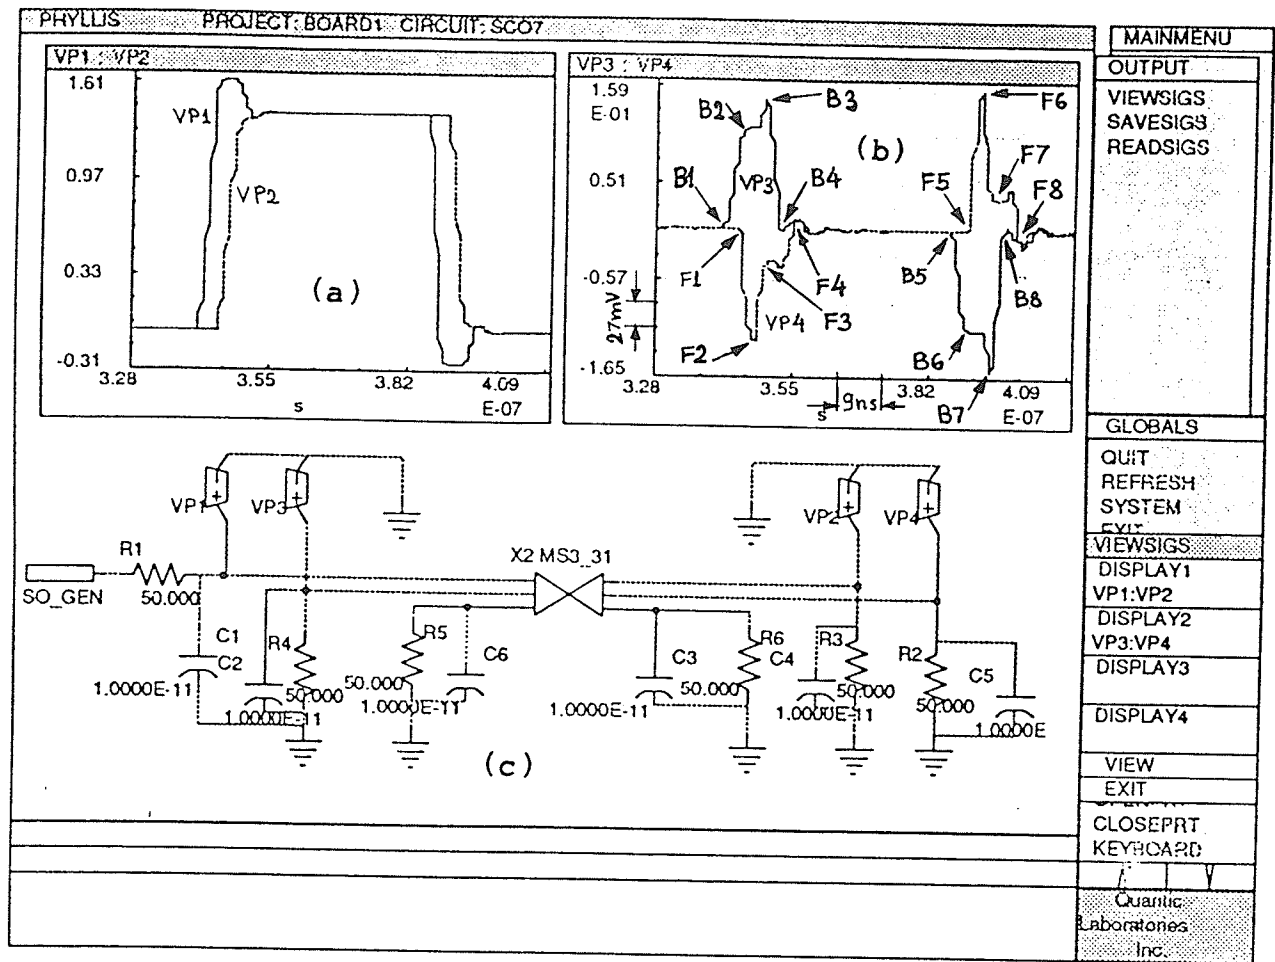 PHYLLIS PROJECT: BOARD1 CIRCUIT: SCO7
VP1 : VP2
1.61
0.97
0.33
-0.31
3.28 3.55 3.82 4.09
s E-07
VP1
VP2
(a)
VP3 : VP4
1.59
E-01
0.51
-0.57
-1.65
3.28 3.55 3.82 4.09
s 9ns E-07
27mV
B1
B2
B3
B4
VP3
(b)
F1
F2
F3
F4
VP4
F5
F6
F7
F8
B5
B6
B7
B8
MAINMENU
OUTPUT
VIEWSIGS
SAVESIGS
READSIGS
GLOBALS
QUIT
REFRESH
SYSTEM
EXIT
VIEWSIGS
DISPLAY1
VP1:VP2
DISPLAY2
VP3:VP4
DISPLAY3
DISPLAY4
VIEW
EXIT
CLOSEPRT
KEYBOARD
Quantic
Laboratories
Inc.
VP1
VP3
VP2
VP4
X2 MS3_31
SO_GEN
R1
50.000
C1
C2
1.0000E-11
R4
50.000
1.0000E-11
R5
50.000
C6
1.0000E-11
C3
1.0000E-11
R6
50.000
C4
R3
50.000
1.0000E-11
R2
50.000
C5
1.0000E
(c)